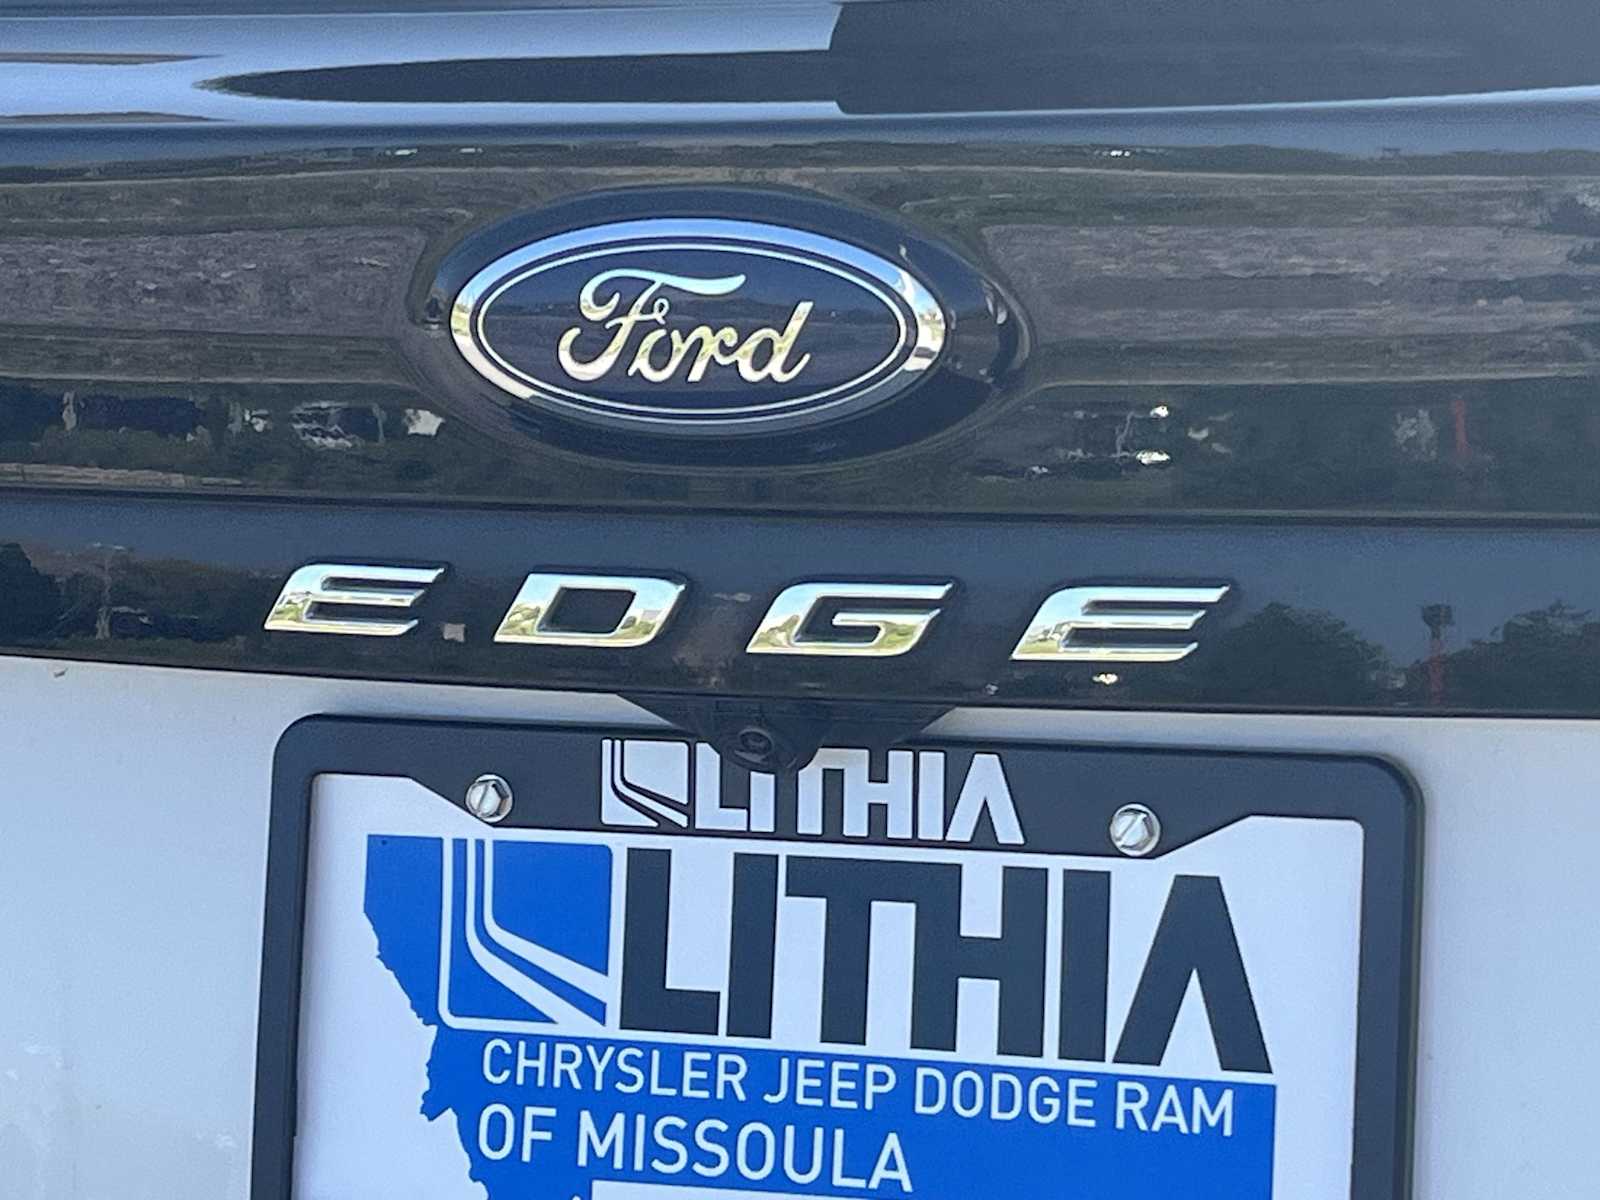 Ford
EDGE
LITHIA
LITHIA
CHRYSLER JEEP DODGE RAM
OF MISSOULA